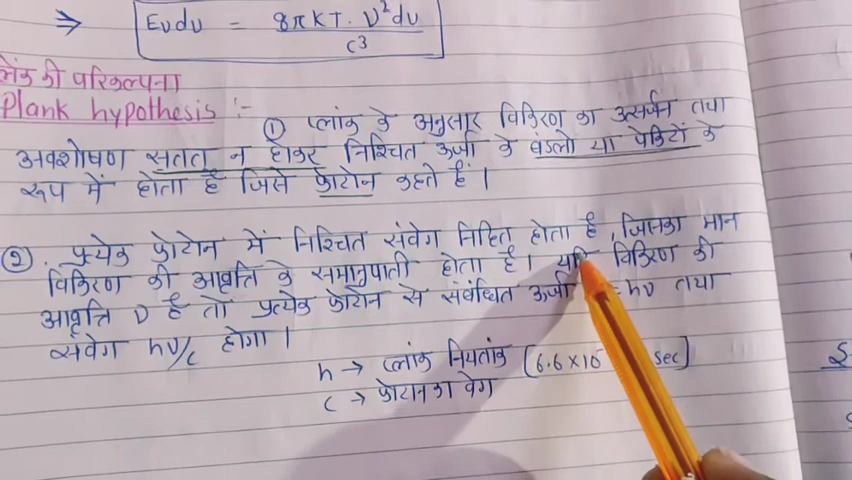 ⇒ Eνdν = 8πKT . ν²dν / c³
प्लैंक की परिकल्पना
Plank hypothesis :-
① प्लांक के अनुसार विकिरण का उत्सर्जन तथा
अवशोषण सतत न होकर निश्चित ऊर्जा के बंडलो या पेकिटों के
रूप में होता है जिसे फोटोन कहते हैं ।
②. प्रत्येक फोटोन में निश्चित संवेग निहित होता है , जिसका मान
विकिरण की आवृत्ति के समानुपाती होता है । यदि विकिरण की
आवृत्ति ν है तो प्रत्येक फोटोन से संबंधित ऊर्जा = hν तथा
संवेग hν/c होगा ।
h → प्लांक नियतांक (6.6×10 sec)
c → फोटोन का वेग